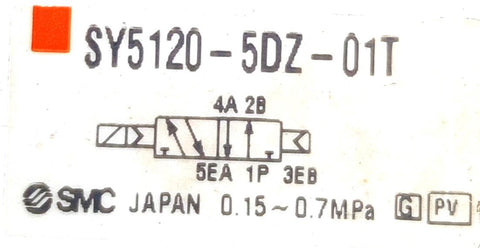 SY5120-5DZ-01T
4A 2B
5EA 1P 3EB
SMC JAPAN 0.15~0.7MPa G PV